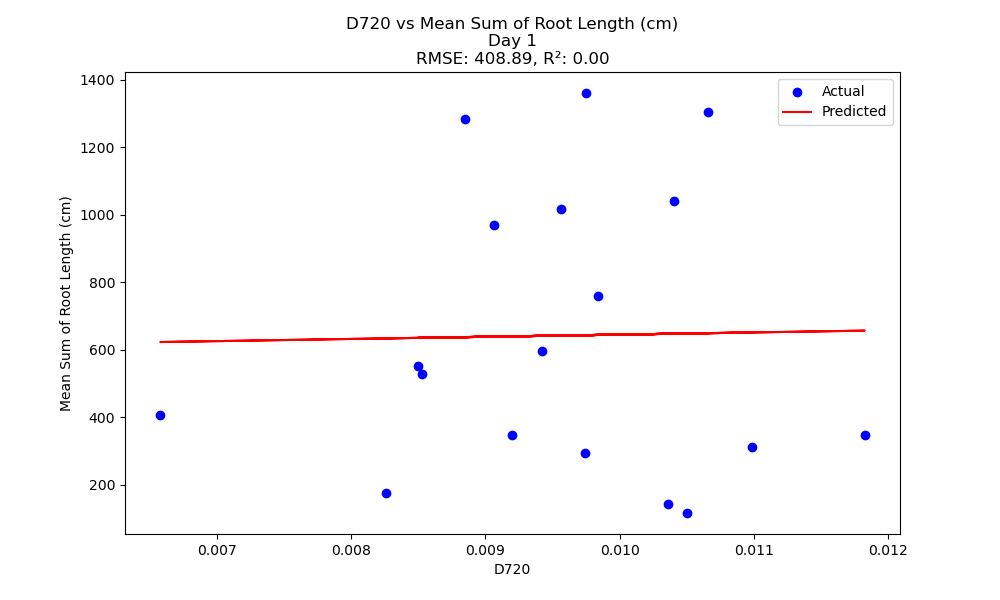 D720 vs Mean Sum of Root Length (cm)
Day 1
RMSE: 408.89, R²: 0.00
Actual
Predicted
Mean Sum of Root Length (cm)
1400
1200
1000
800
600
400
200
0.007 0.008 0.009 0.010 0.011 0.012
D720